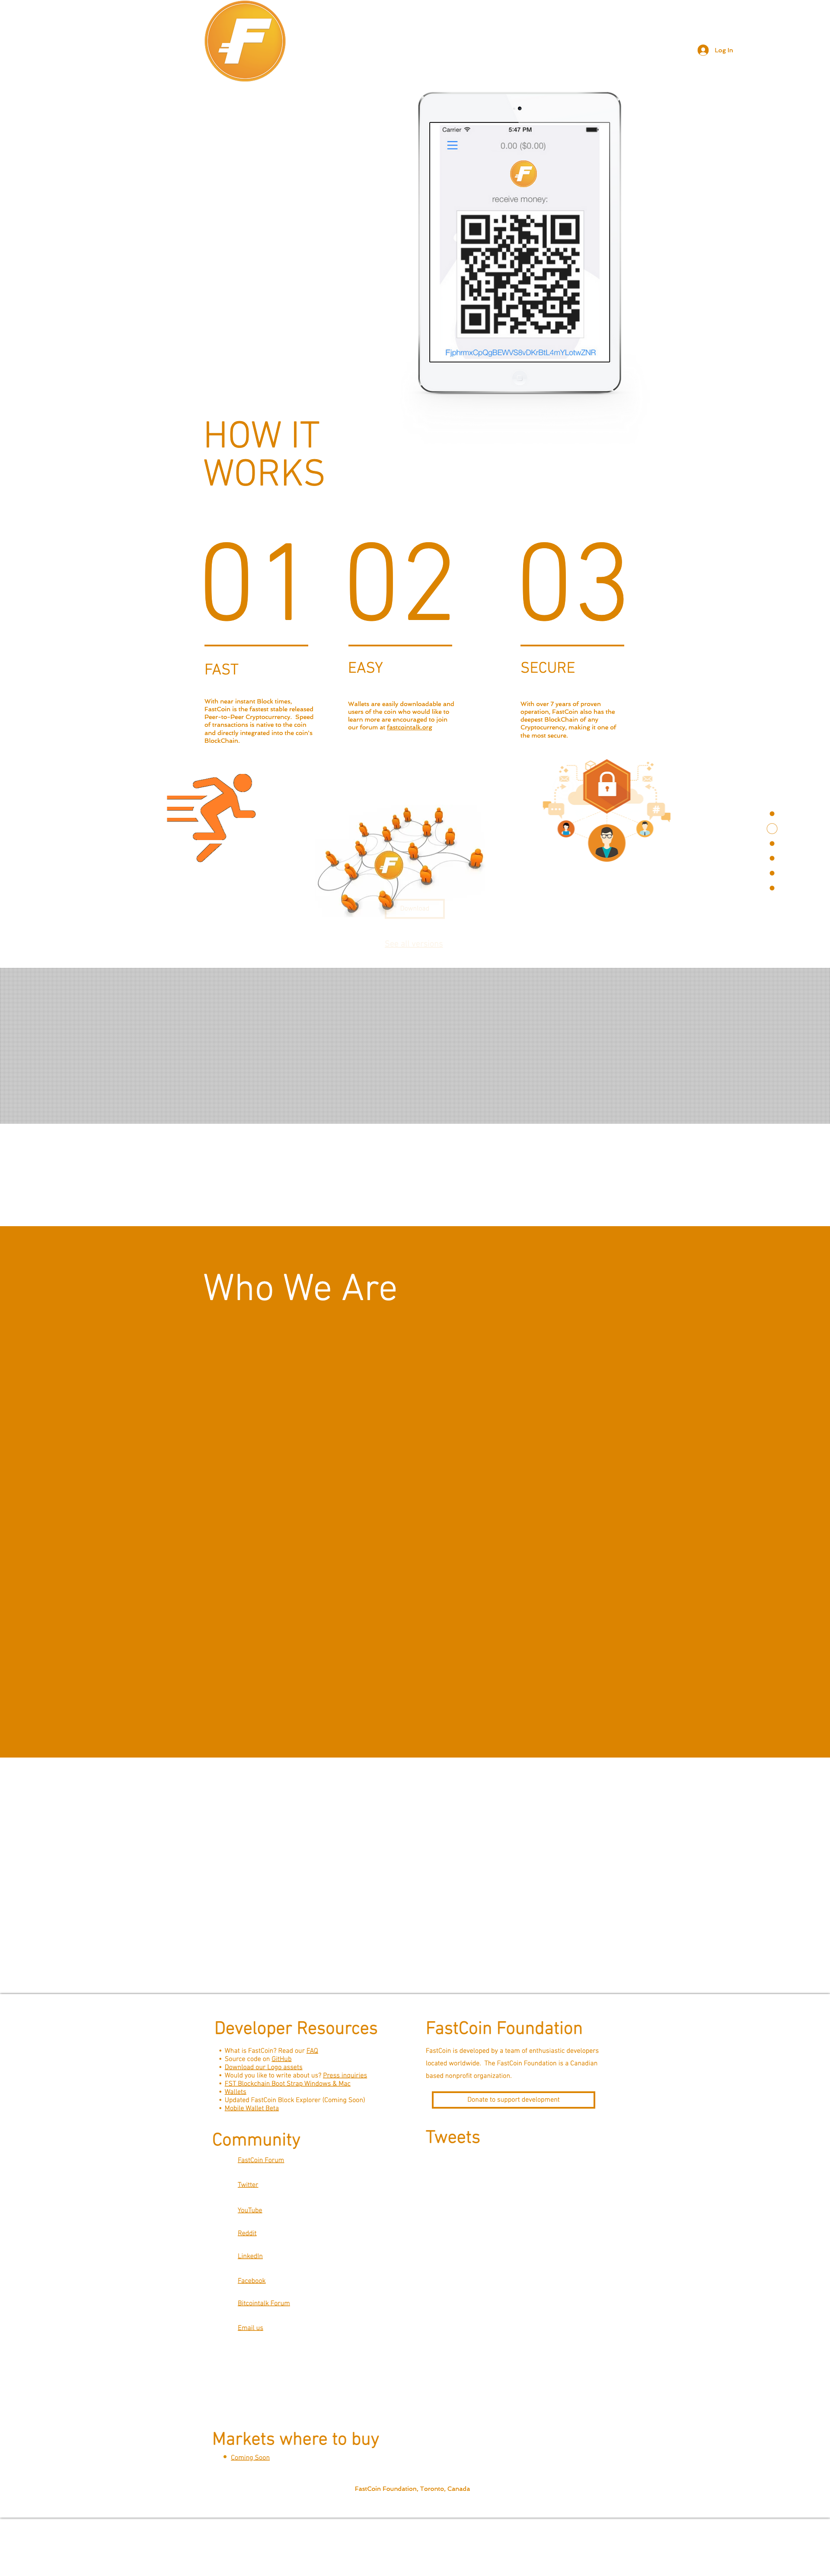 Log In
Carrier
5:47 PM
0.00 ($0.00)
receive money:
FjphrmxCpQgBEWVS8vDKrBtL4mYLotwZNR
HOW IT
WORKS
01
02
03
FAST
EASY
SECURE
With near instant Block times,
FastCoin is the fastest stable released
Peer-to-Peer Cryptocurrency.  Speed
of transactions is native to the coin
and directly integrated into the coin's
BlockChain.
Wallets are easily downloadable and
users of the coin who would like to
learn more are encouraged to join
our forum at fastcointalk.org
With over 7 years of proven
operation, FastCoin also has the
deepest BlockChain of any
Cryptocurrency, making it one of
the most secure.
Who We Are
Developer Resources
What is FastCoin? Read our FAQ
Source code on GitHub
Download our Logo assets
Would you like to write about us? Press inquiries
FST Blockchain Boot Strap Windows & Mac
Wallets
Updated FastCoin Block Explorer (Coming Soon)
Mobile Wallet Beta
FastCoin Foundation
FastCoin is developed by a team of enthusiastic developers
located worldwide.  The FastCoin Foundation is a Canadian
based nonprofit organization.
Donate to support development
Community
FastCoin Forum
Twitter
YouTube
Reddit
LinkedIn
Facebook
Bitcointalk Forum
Email us
Tweets
Markets where to buy
Coming Soon
FastCoin Foundation, Toronto, Canada